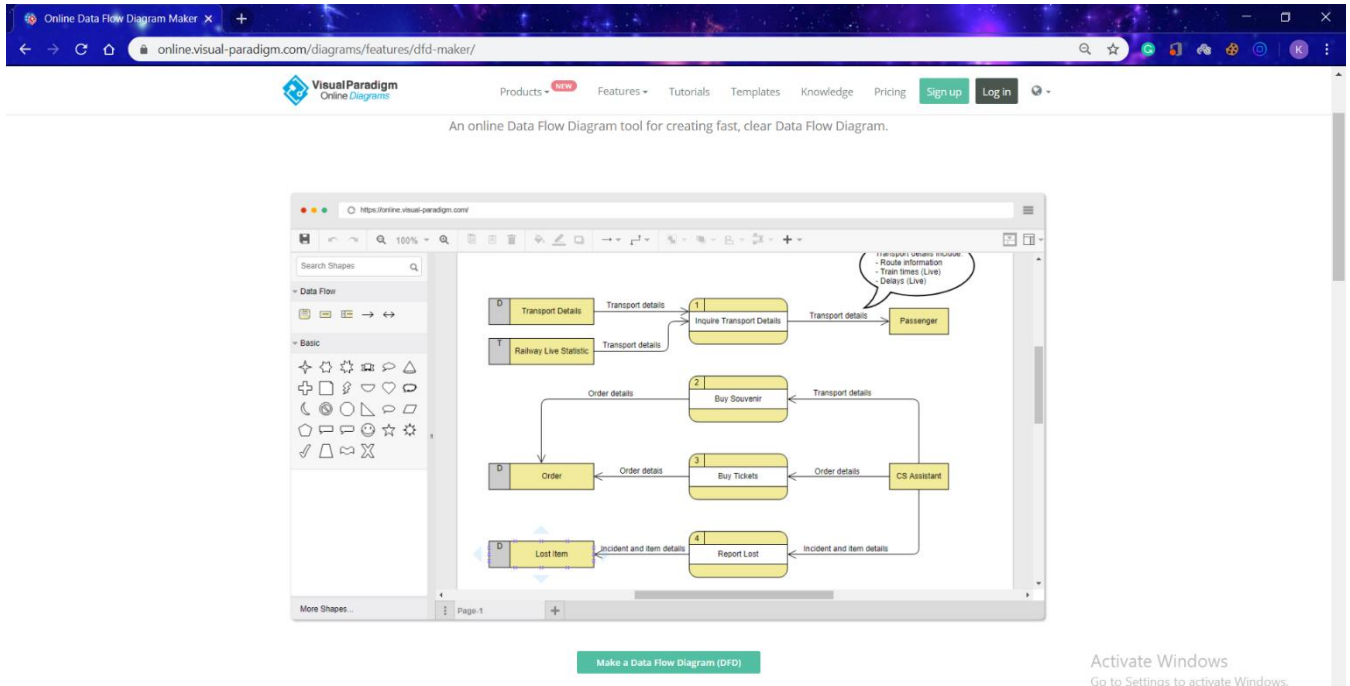 Online Data Flow Diagram Maker
online.visual-paradigm.com/diagrams/features/dfd-maker/
K
Visual Paradigm
Online Diagrams
Products NEW Features Tutorials Templates Knowledge Pricing Sign up Log in
An online Data Flow Diagram tool for creating fast, clear Data Flow Diagram.
https://online.visual-paradigm.com/
100%
Search Shapes
Data Flow
Basic
More Shapes...
Transport details include:
- Route information
- Train times (Live)
- Delays (Live)
D Transport Details
Transport details
1
Inquire Transport Details
Transport details
Passenger
T Railway Live Statistic
Transport details
Order details
2
Buy Souvenir
Transport details
D Order
Order detais
3
Buy Tickets
Order details
CS Assistant
D Lost Item
Incident and item details
4
Report Lost
Incident and item details
Page-1
Make a Data Flow Diagram (DFD)
Activate Windows
Go to Settings to activate Windows.